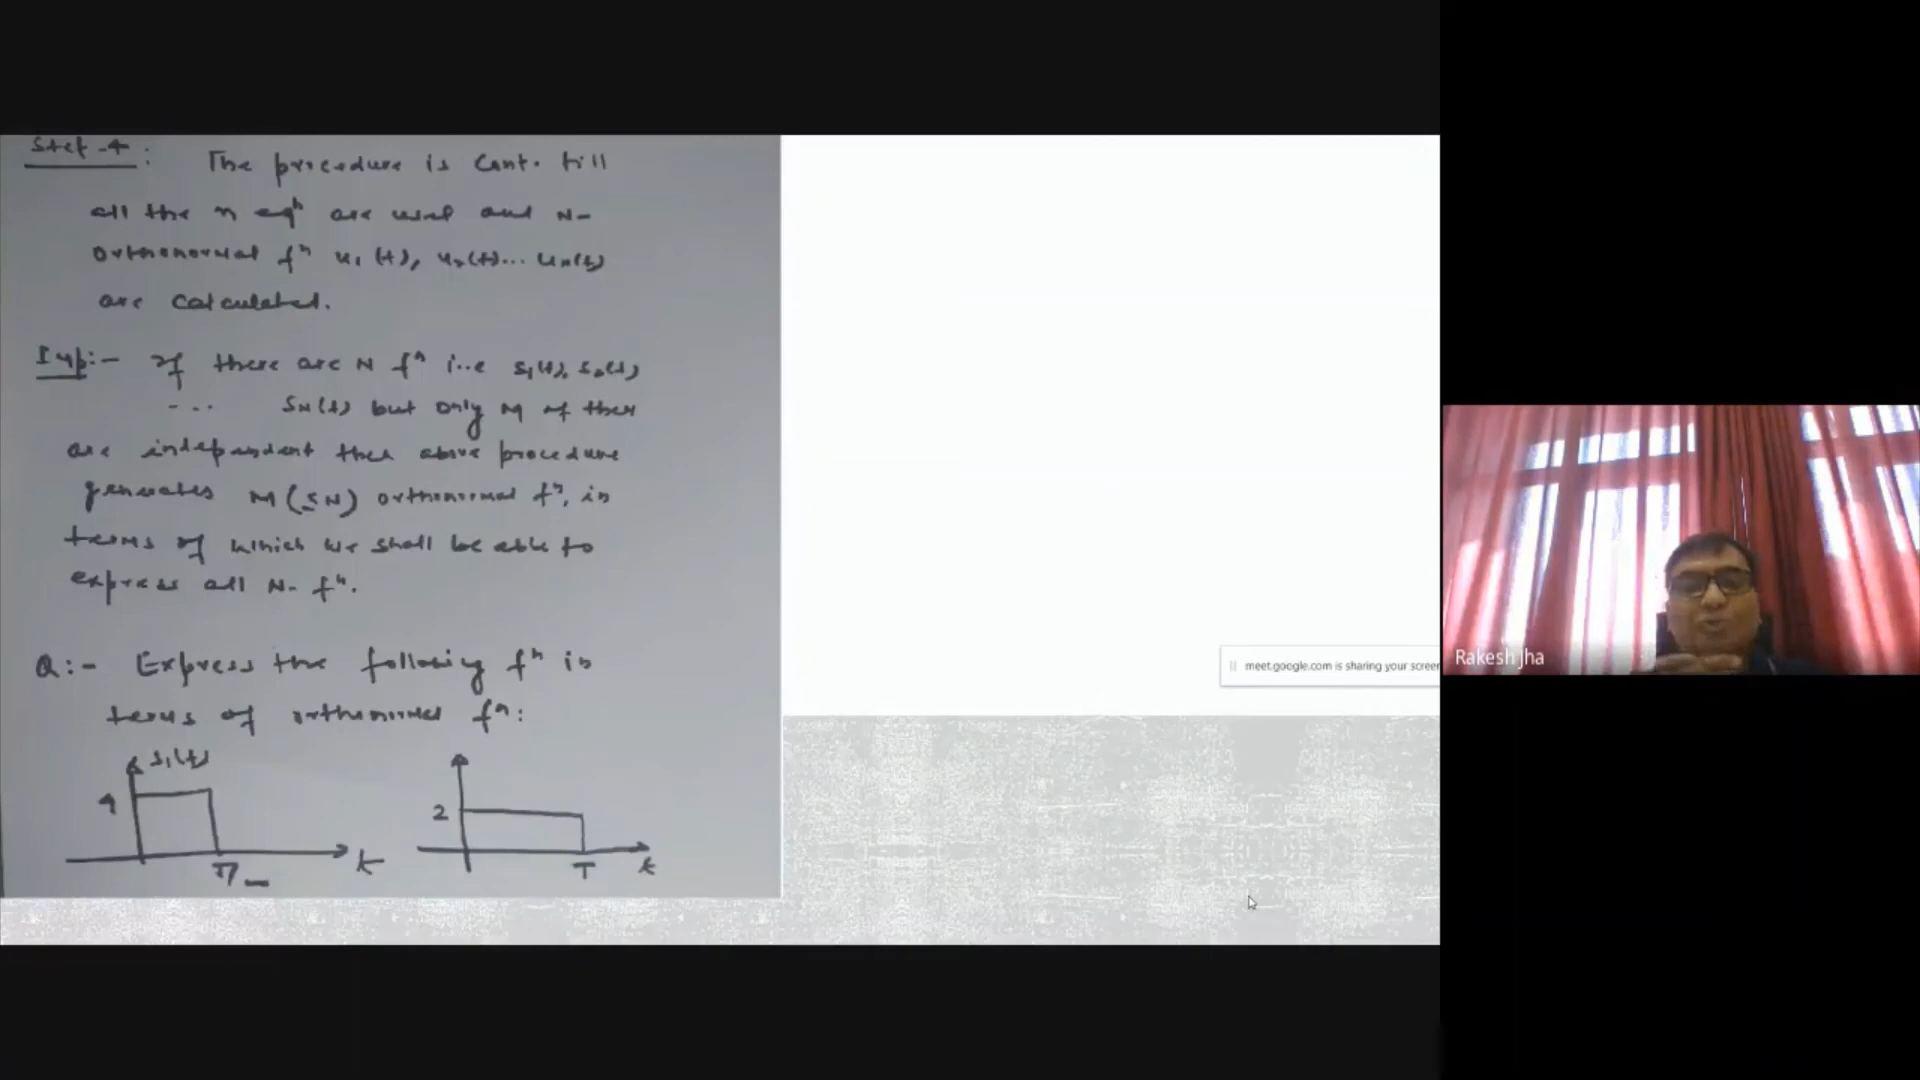 Step-4: The procedure is Cont. till
all the n eqⁿ are used and N-
orthonormal fⁿ u₁(t), u₂(t)... uₙ(t)
are calculated.
Imp:- If there are N fⁿ i.e s₁(t), s₂(t)
--- Sₙ(t) but only M of them
are independent then above procedure
generates M(≤N) orthonormal fⁿ, in
terms of which we shall be able to
express all N- fⁿ.
Q:- Express the following fⁿ in
terms of orthonormal fⁿ:
s₁(t)
4
2
T/2
t
T
t
meet.google.com is sharing your screen
Rakesh Jha